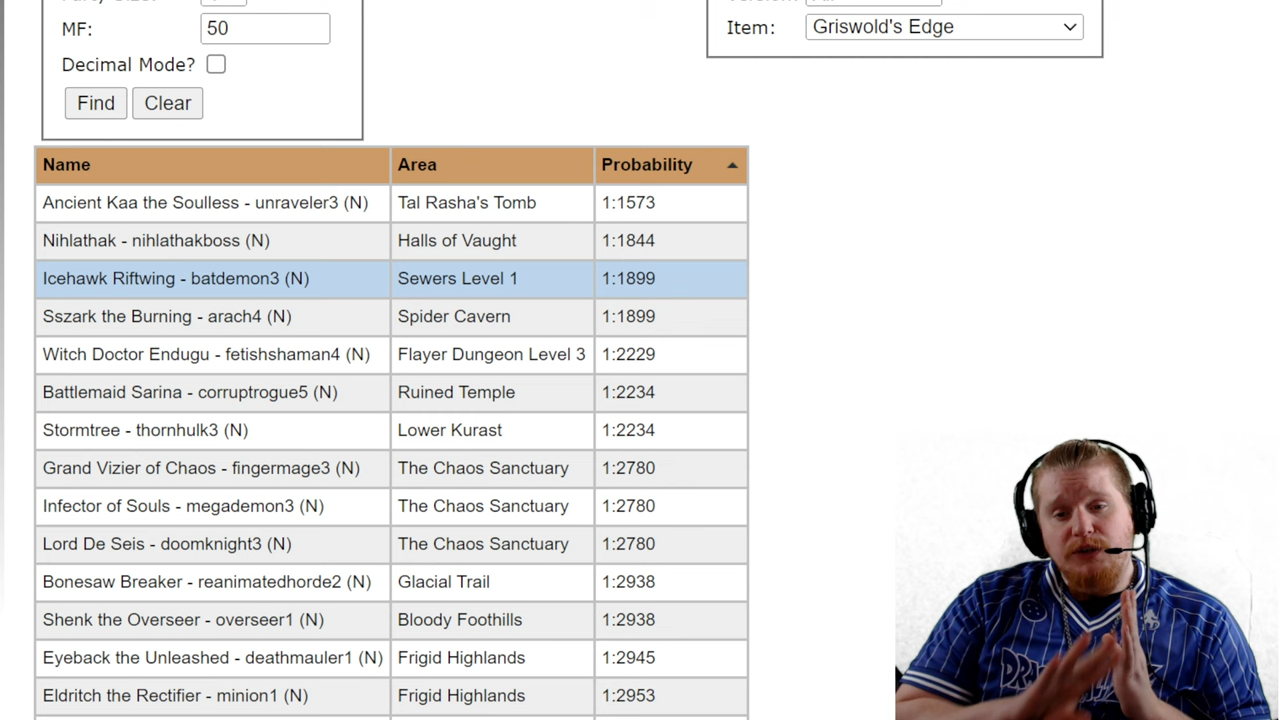 MF: 50
Item: Griswold's Edge
Decimal Mode?
Find Clear
Name Area Probability
Ancient Kaa the Soulless - unraveler3 (N) Tal Rasha's Tomb 1:1573
Nihlathak - nihlathakboss (N) Halls of Vaught 1:1844
Icehawk Riftwing - batdemon3 (N) Sewers Level 1 1:1899
Sszark the Burning - arach4 (N) Spider Cavern 1:1899
Witch Doctor Endugu - fetishshaman4 (N) Flayer Dungeon Level 3 1:2229
Battlemaid Sarina - corruptrogue5 (N) Ruined Temple 1:2234
Stormtree - thornhulk3 (N) Lower Kurast 1:2234
Grand Vizier of Chaos - fingermage3 (N) The Chaos Sanctuary 1:2780
Infector of Souls - megademon3 (N) The Chaos Sanctuary 1:2780
Lord De Seis - doomknight3 (N) The Chaos Sanctuary 1:2780
Bonesaw Breaker - reanimatedhorde2 (N) Glacial Trail 1:2938
Shenk the Overseer - overseer1 (N) Bloody Foothills 1:2938
Eyeback the Unleashed - deathmauler1 (N) Frigid Highlands 1:2945
Eldritch the Rectifier - minion1 (N) Frigid Highlands 1:2953